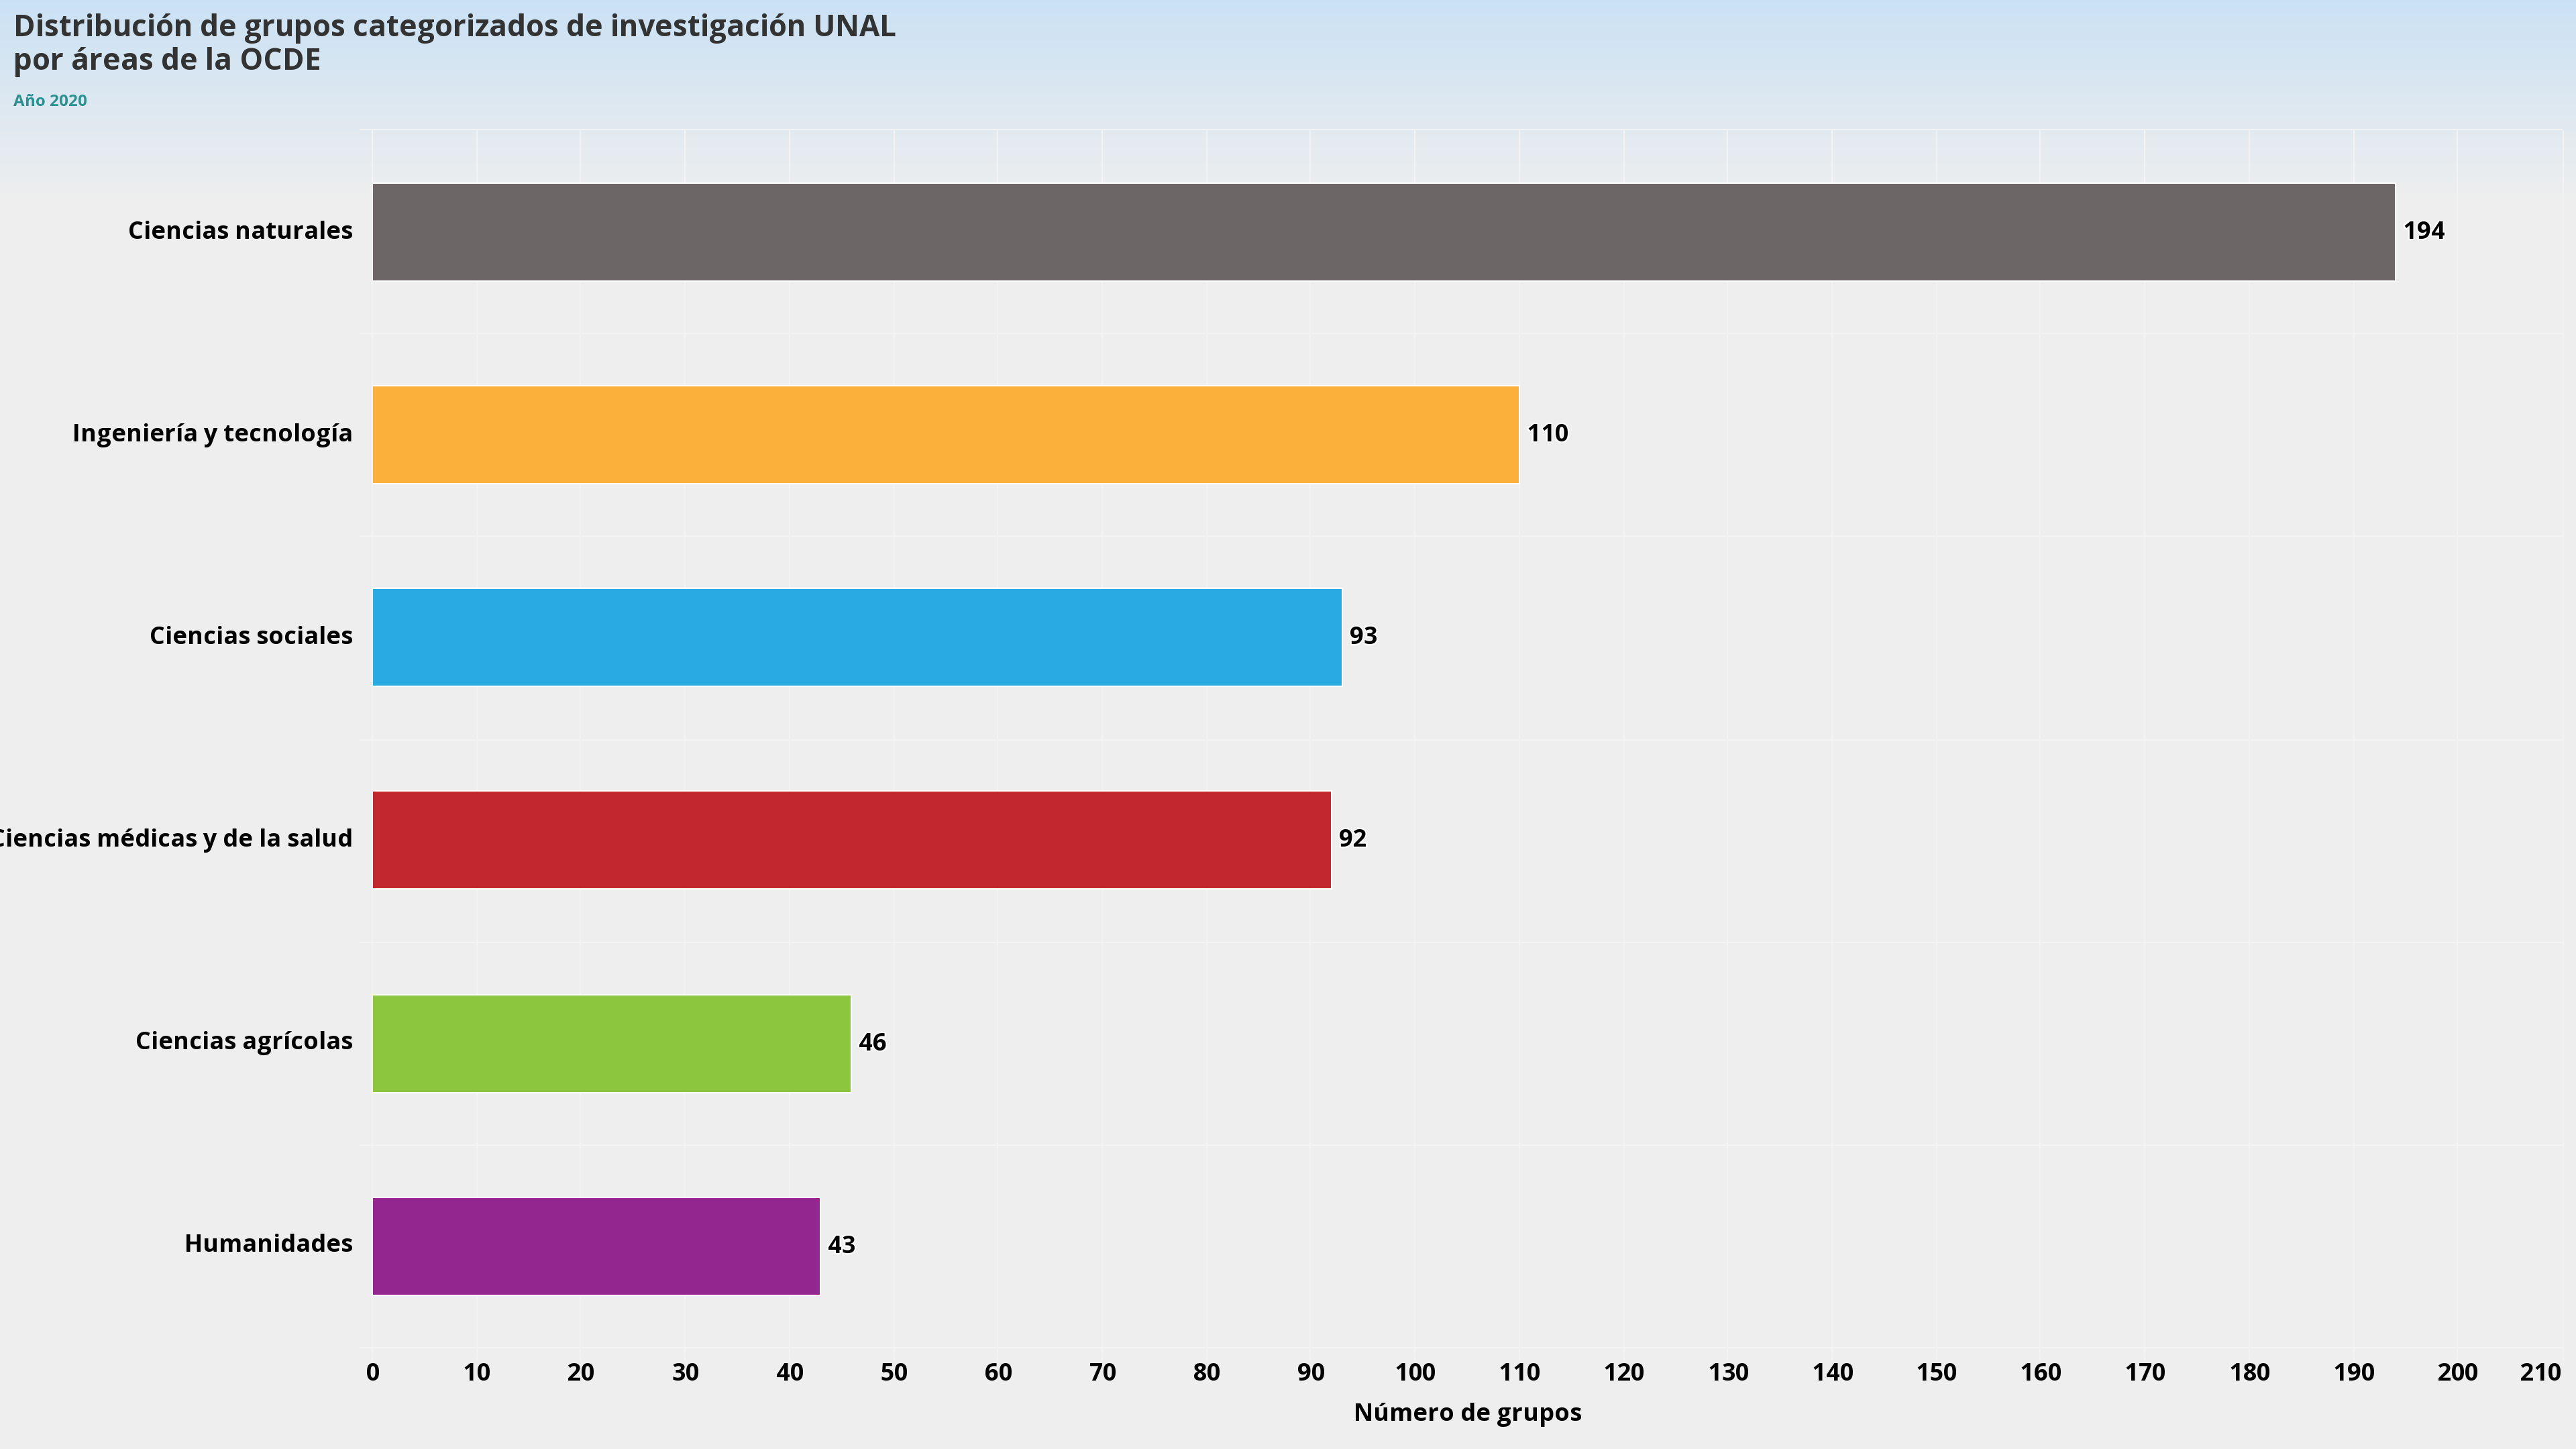 Distribución de grupos categorizados de investigación UNAL
por áreas de la OCDE
Año 2020
Ciencias naturales
194
Ingeniería y tecnología
110
Ciencias sociales
93
Ciencias médicas y de la salud
92
Ciencias agrícolas
46
Humanidades
43
0 10 20 30 40 50 60 70 80 90 100 110 120 130 140 150 160 170 180 190 200 210
Número de grupos